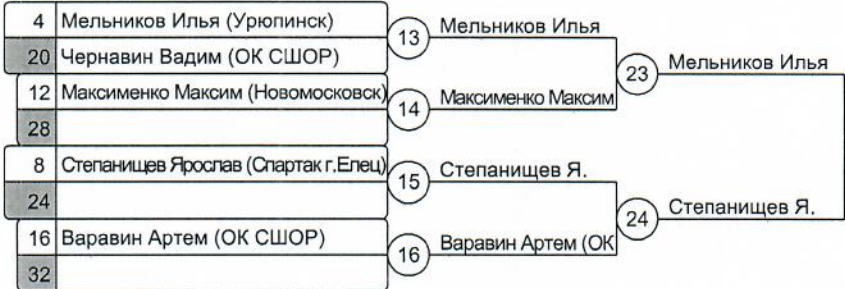 4 Мельников Илья (Урюпинск)
20 Чернавин Вадим (ОК СШОР)
13 Мельников Илья
12 Максименко Максим (Новомосковск)
28
14 Максименко Максим
23 Мельников Илья
8 Степанищев Ярослав (Спартак г.Елец)
24
15 Степанищев Я.
16 Варавин Артем (ОК СШОР)
32
16 Варавин Артем (ОК
24 Степанищев Я.